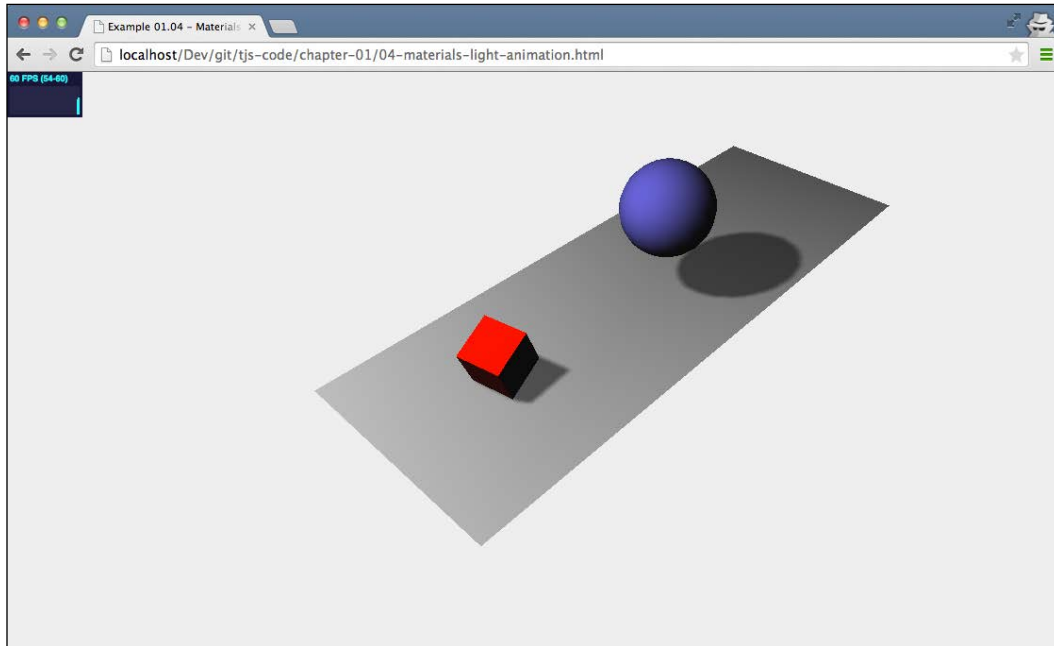 Example 01.04 - Materials
localhost/Dev/git/tjs-code/chapter-01/04-materials-light-animation.html
60 FPS (54-60)